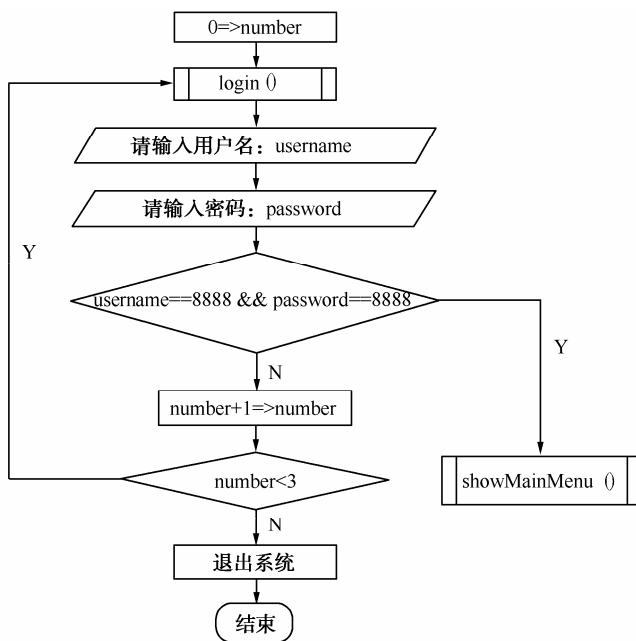 0=>number
login ()
请输入用户名：username
请输入密码：password
Y
username==8888 && password==8888
Y
N
number+1=>number
number<3
showMainMenu ()
N
退出系统
结束